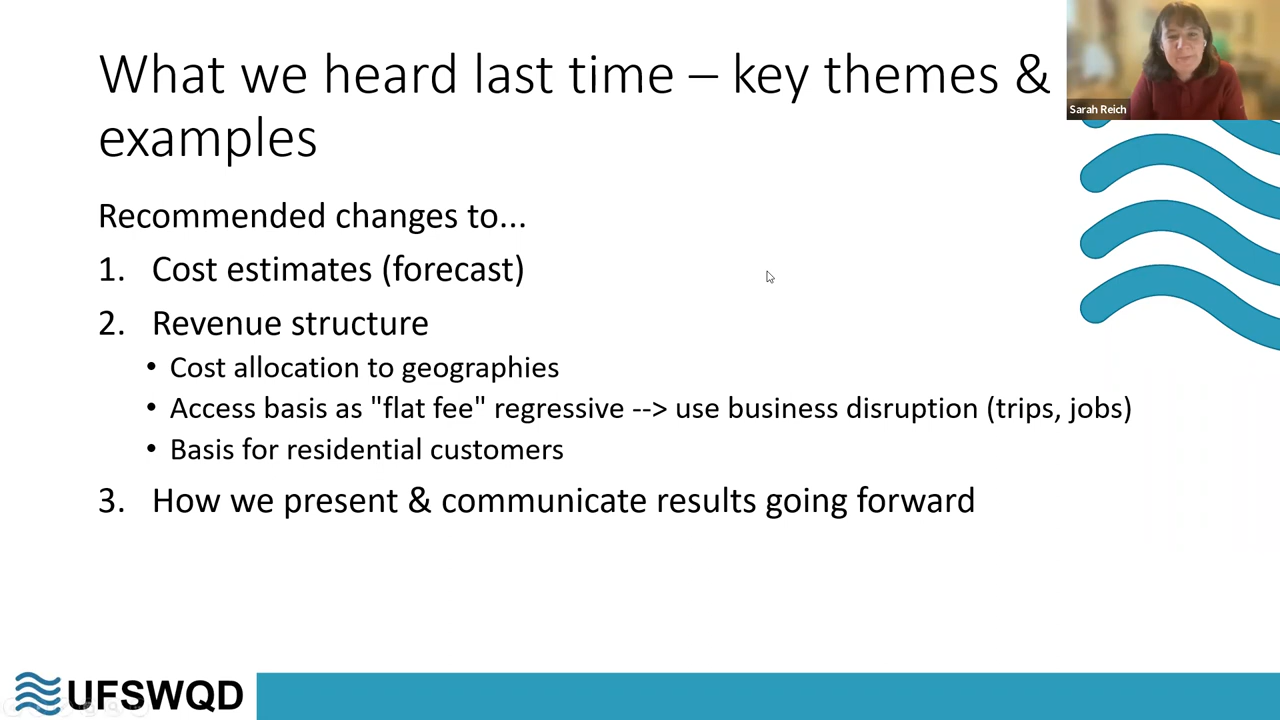 What we heard last time – key themes &
examples
Sarah Reich
Recommended changes to...
1. Cost estimates (forecast)
2. Revenue structure
• Cost allocation to geographies
• Access basis as "flat fee" regressive --> use business disruption (trips, jobs)
• Basis for residential customers
3. How we present & communicate results going forward
UFSWQD